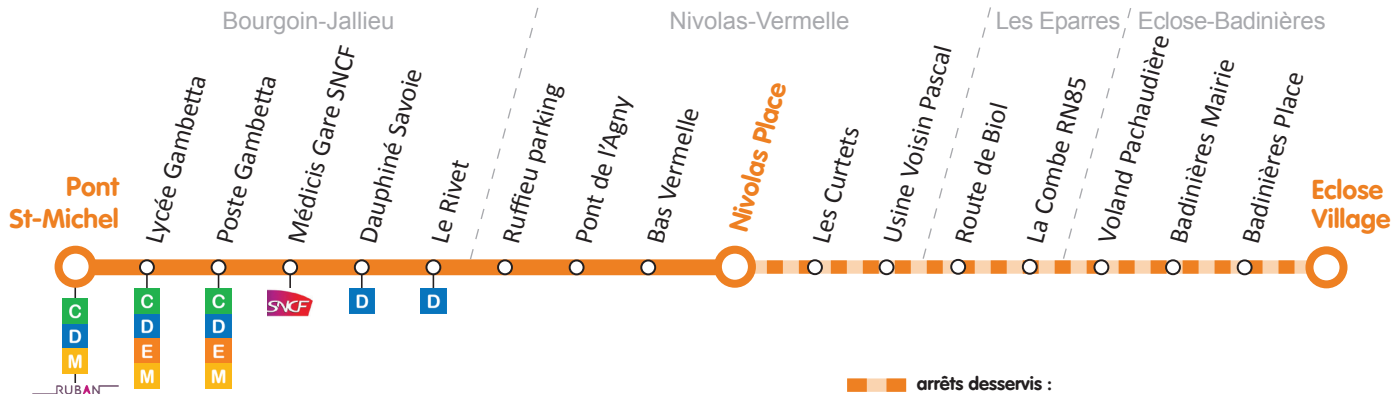 Bourgoin-Jallieu
Nivolas-Vermelle
Les Eparres
Eclose-Badinières
Pont
St-Michel
Lycée Gambetta
Poste Gambetta
Médicis Gare SNCF
Dauphiné Savoie
Le Rivet
Ruffieu parking
Pont de l'Agny
Bas Vermelle
Nivolas Place
Les Curtets
Usine Voisin Pascal
Route de Biol
La Combe RN85
Voland Pachaudière
Badinières Mairie
Badinières Place
Eclose
Village
C
D
M
RUBAN
C
D
E
M
C
D
E
M
SNCF
D
D
arrêts desservis :